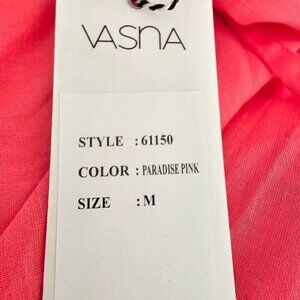 VASNA
STYLE : 61150
COLOR : PARADISE PINK
SIZE : M